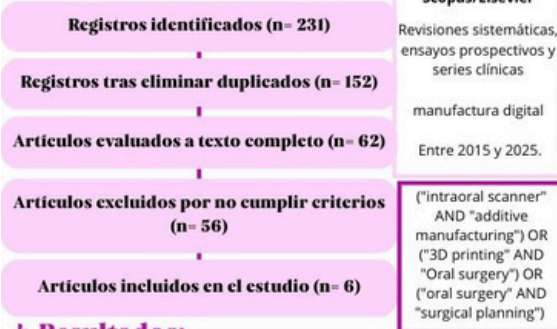 Registros identificados (n= 231)
Registros tras eliminar duplicados (n= 152)
Artículos evaluados a texto completo (n= 62)
Artículos excluidos por no cumplir criterios
(n= 56)
Artículos incluidos en el estudio (n= 6)
Scopus/Elsevier
Revisiones sistemáticas,
ensayos prospectivos y
series clínicas
manufactura digital
Entre 2015 y 2025.
("intraoral scanner"
AND "additive
manufacturing") OR
("3D printing" AND
"Oral surgery") OR
("oral surgery" AND
"surgical planning")
Resultados: